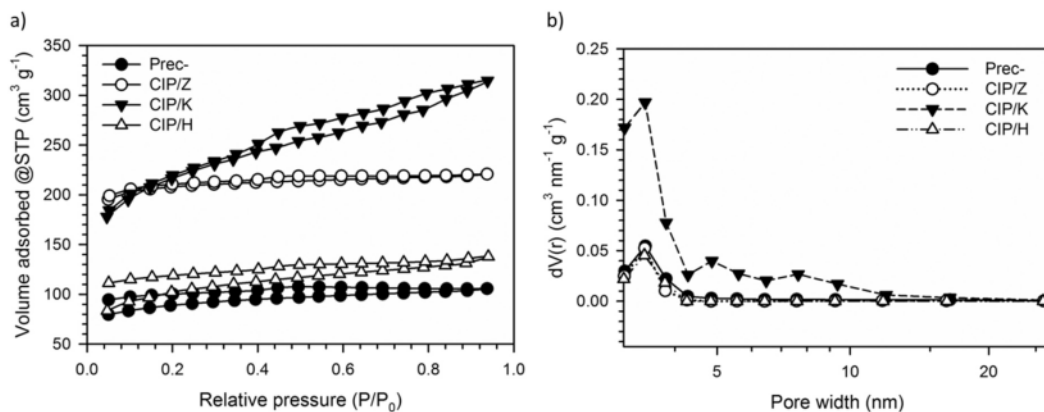 a)
350
300
250
200
150
100
50
Volume adsorbed @STP (cm³ g⁻¹)
Prec-
CIP/Z
CIP/K
CIP/H
0.0 0.2 0.4 0.6 0.8 1.0
Relative pressure (P/P₀)
b)
0.25
0.20
0.15
0.10
0.05
0.00
dV(r) (cm³ nm⁻¹ g⁻¹)
Prec-
CIP/Z
CIP/K
CIP/H
5 10 20
Pore width (nm)